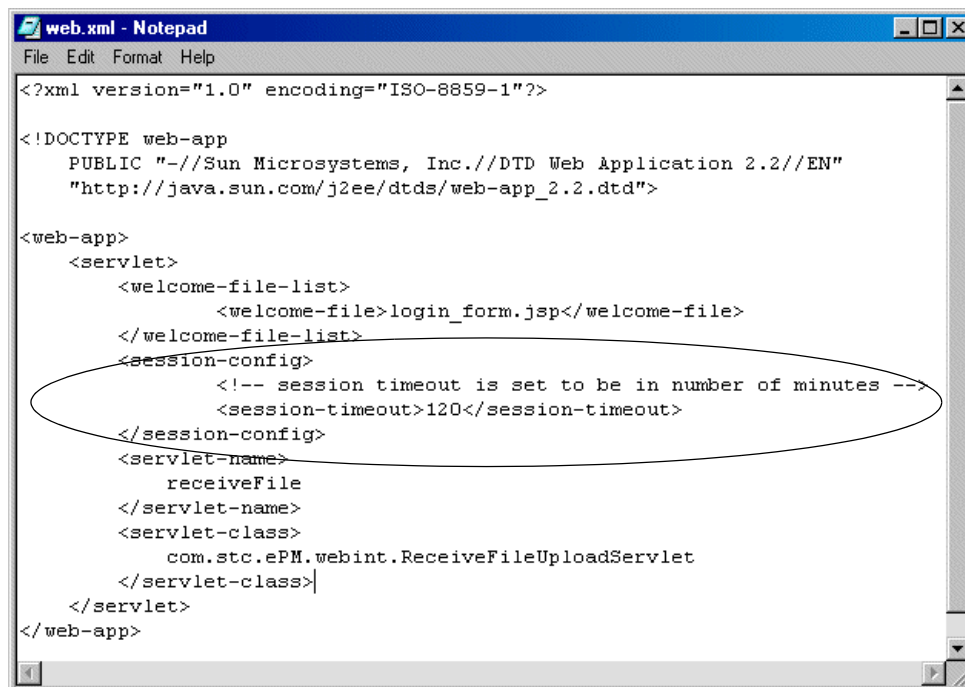 web.xml - Notepad
File Edit Format Help
<?xml version="1.0" encoding="ISO-8859-1"?>
<!DOCTYPE web-app
PUBLIC "-//Sun Microsystems, Inc.//DTD Web Application 2.2//EN"
"http://java.sun.com/j2ee/dtds/web-app_2.2.dtd">
<web-app>
<servlet>
<welcome-file-list>
<welcome-file>login_form.jsp</welcome-file>
</welcome-file-list>
<session-config>
<!-- session timeout is set to be in number of minutes -->
<session-timeout>120</session-timeout>
</session-config>
<servlet-name>
receiveFile
</servlet-name>
<servlet-class>
com.stc.ePM.webint.ReceiveFileUploadServlet
</servlet-class>
</servlet>
</web-app>